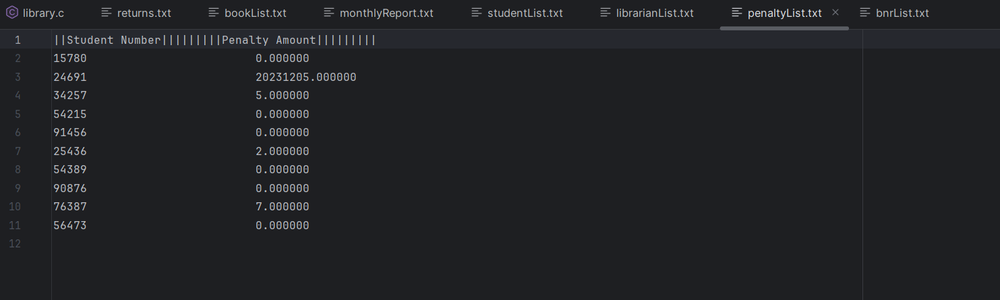 C library.c returns.txt bookList.txt monthlyReport.txt studentList.txt librarianList.txt penaltyList.txt × bnrList.txt
1 ||Student Number|||||||||Penalty Amount|||||||||
2 15780 0.000000
3 24691 20231205.000000
4 34257 5.000000
5 54215 0.000000
6 91456 0.000000
7 25436 2.000000
8 54389 0.000000
9 90876 0.000000
10 76387 7.000000
11 56473 0.000000
12